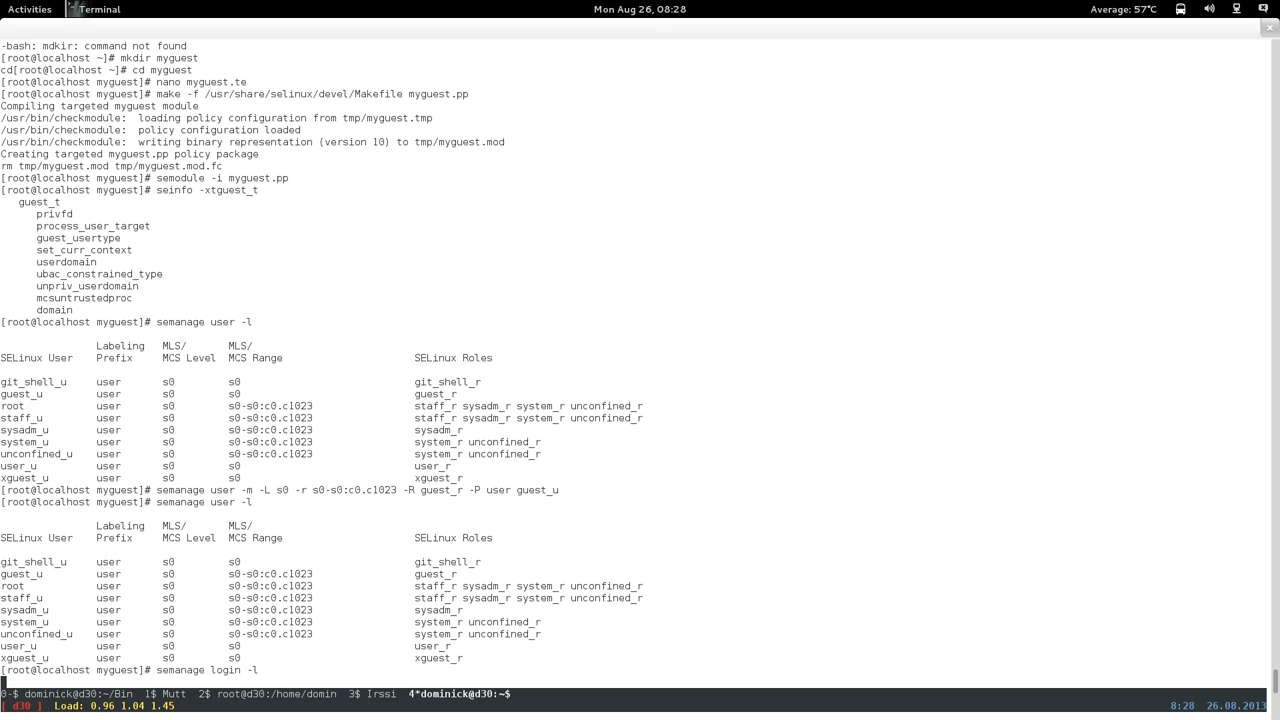 Activities Terminal Mon Aug 26, 08:28 Average: 57°C
-bash: mdkir: command not found
[root@localhost ~]# mkdir myguest
cd[root@localhost ~]# cd myguest
[root@localhost myguest]# nano myguest.te
[root@localhost myguest]# make -f /usr/share/selinux/devel/Makefile myguest.pp
Compiling targeted myguest module
/usr/bin/checkmodule:  loading policy configuration from tmp/myguest.tmp
/usr/bin/checkmodule:  policy configuration loaded
/usr/bin/checkmodule:  writing binary representation (version 10) to tmp/myguest.mod
Creating targeted myguest.pp policy package
rm tmp/myguest.mod tmp/myguest.mod.fc
[root@localhost myguest]# semodule -i myguest.pp
[root@localhost myguest]# seinfo -xtguest_t
   guest_t
      privfd
      process_user_target
      guest_usertype
      set_curr_context
      userdomain
      ubac_constrained_type
      unpriv_userdomain
      mcsuntrustedproc
      domain
[root@localhost myguest]# semanage user -l
                Labeling   MLS/       MLS/
SELinux User    Prefix     MCS Level  MCS Range                      SELinux Roles
git_shell_u     user       s0         s0                             git_shell_r
guest_u         user       s0         s0                             guest_r
root            user       s0         s0-s0:c0.c1023                 staff_r sysadm_r system_r unconfined_r
staff_u         user       s0         s0-s0:c0.c1023                 staff_r sysadm_r system_r unconfined_r
sysadm_u        user       s0         s0-s0:c0.c1023                 sysadm_r
system_u        user       s0         s0-s0:c0.c1023                 system_r unconfined_r
unconfined_u    user       s0         s0-s0:c0.c1023                 system_r unconfined_r
user_u          user       s0         s0                             user_r
xguest_u        user       s0         s0                             xguest_r
[root@localhost myguest]# semanage user -m -L s0 -r s0-s0:c0.c1023 -R guest_r -P user guest_u
[root@localhost myguest]# semanage user -l
                Labeling   MLS/       MLS/
SELinux User    Prefix     MCS Level  MCS Range                      SELinux Roles
git_shell_u     user       s0         s0                             git_shell_r
guest_u         user       s0         s0-s0:c0.c1023                 guest_r
root            user       s0         s0-s0:c0.c1023                 staff_r sysadm_r system_r unconfined_r
staff_u         user       s0         s0-s0:c0.c1023                 staff_r sysadm_r system_r unconfined_r
sysadm_u        user       s0         s0-s0:c0.c1023                 sysadm_r
system_u        user       s0         s0-s0:c0.c1023                 system_r unconfined_r
unconfined_u    user       s0         s0-s0:c0.c1023                 system_r unconfined_r
user_u          user       s0         s0                             user_r
xguest_u        user       s0         s0                             xguest_r
[root@localhost myguest]# semanage login -l
0-$ dominick@d30:~/Bin  1$ Mutt  2$ root@d30:/home/domin  3$ Irssi  4*dominick@d30:~$
[ d30 ]  Load: 0.96 1.04 1.45 8:28  26.08.2013